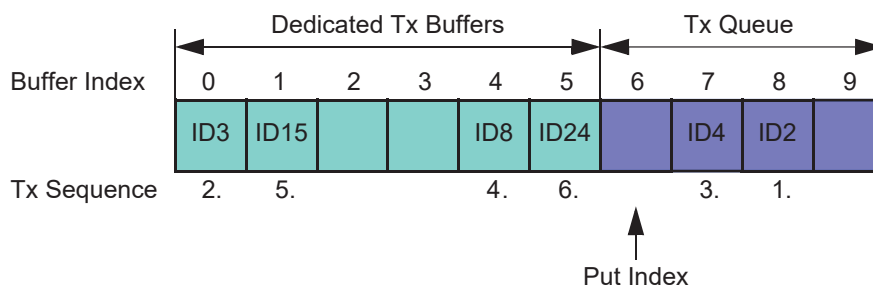 Dedicated Tx Buffers Tx Queue
Buffer Index 0 1 2 3 4 5 6 7 8 9
ID3 ID15 ID8 ID24 ID4 ID2
Tx Sequence 2. 5. 4. 6. 3. 1.
Put Index